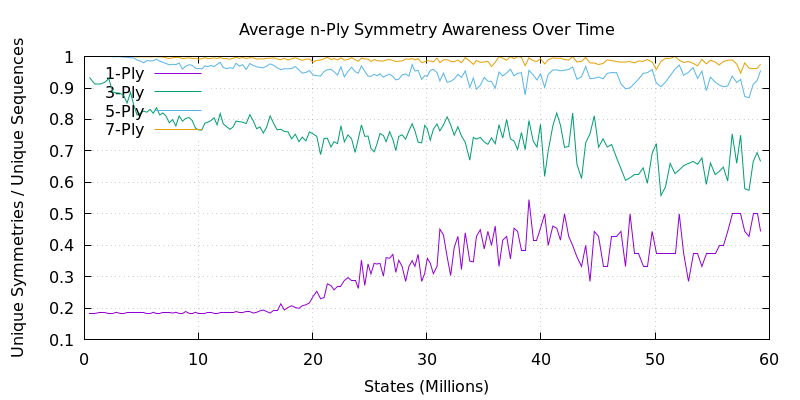 Average n-Ply Symmetry Awareness Over Time
Unique Symmetries / Unique Sequences
1
0.9
0.8
0.7
0.6
0.5
0.4
0.3
0.2
0.1
1-Ply
3-Ply
5-Ply
7-Ply
0 10 20 30 40 50 60
States (Millions)